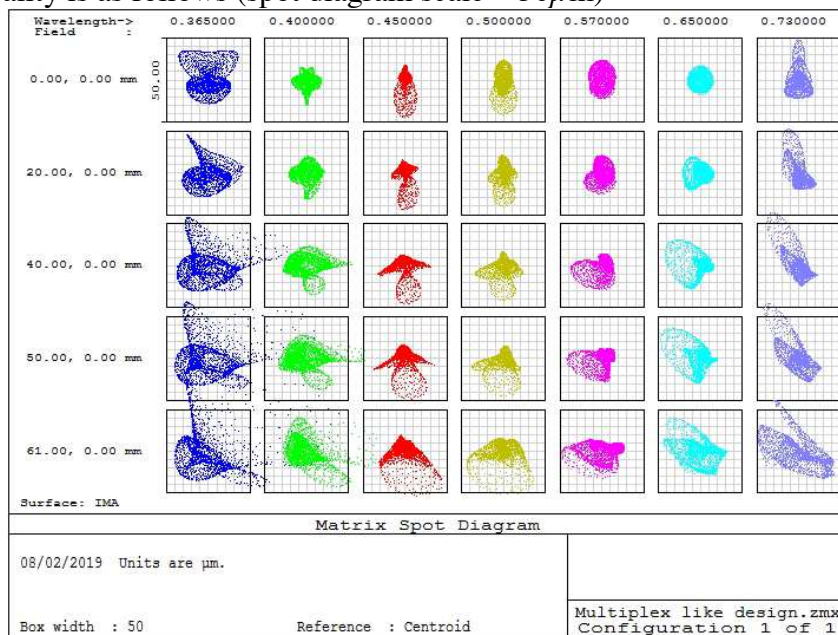 ality is as follows (spot diagram scale = 50μm)
Wavelength-> 0.365000 0.400000 0.450000 0.500000 0.570000 0.650000 0.730000
Field :
0.00, 0.00 mm 50.00
20.00, 0.00 mm
40.00, 0.00 mm
50.00, 0.00 mm
61.00, 0.00 mm
Surface: IMA
Matrix Spot Diagram
08/02/2019 Units are µm.
Box width : 50 Reference : Centroid
Multiplex like design.zmx
Configuration 1 of 1